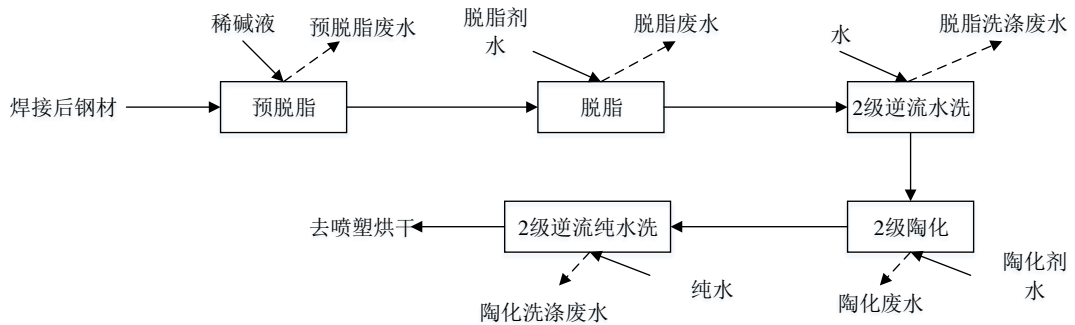 稀碱液
预脱脂废水
脱脂剂
水
脱脂废水
水
脱脂洗涤废水
焊接后钢材
预脱脂
脱脂
2级逆流水洗
去喷塑烘干
2级逆流纯水洗
2级陶化
陶化洗涤废水
纯水
陶化废水
陶化剂
水